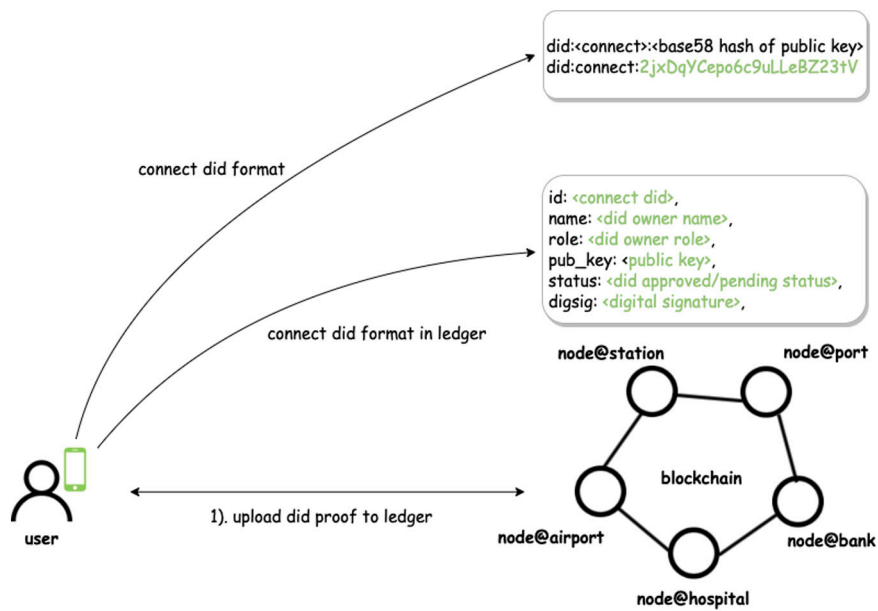 did:<connect>:<base58 hash of public key>
did:connect:2jxDqYCepo6c9uLLeBZ23tV
connect did format
id: <connect did>,
name: <did owner name>,
role: <did owner role>,
pub_key: <public key>,
status: <did approved/pending status>,
digsig: <digital signature>,
connect did format in ledger
node@station
node@port
blockchain
1). upload did proof to ledger
user
node@airport
node@bank
node@hospital